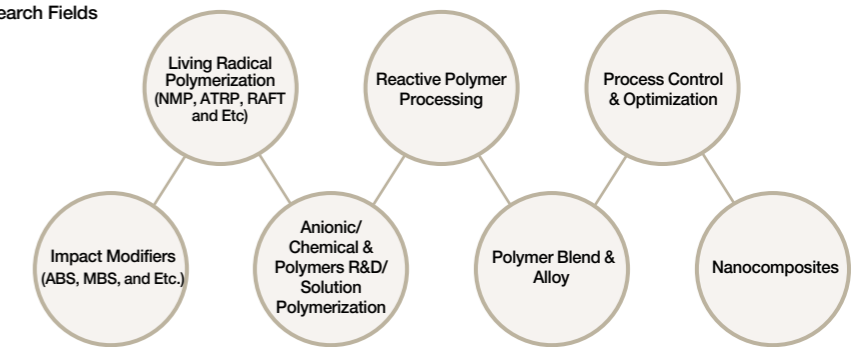 earch Fields
Living Radical
Polymerization
(NMP, ATRP, RAFT
and Etc)
Reactive Polymer
Processing
Process Control
& Optimization
Impact Modifiers
(ABS, MBS, and Etc.)
Anionic/
Chemical &
Polymers R&D/
Solution
Polymerization
Polymer Blend &
Alloy
Nanocomposites